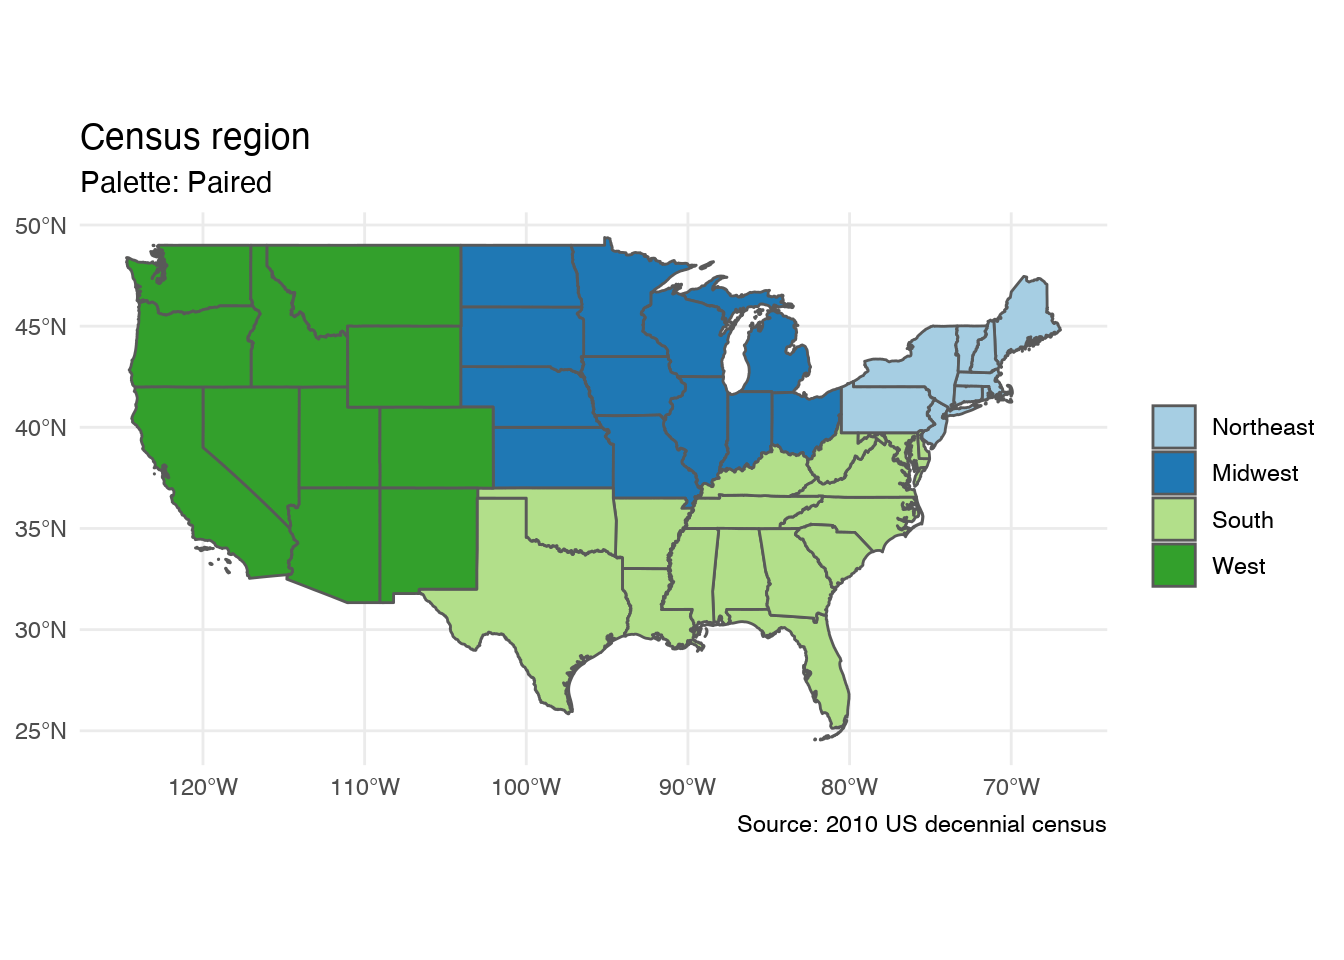 Census region
Palette: Paired
50°N
45°N
40°N
35°N
30°N
25°N
120°W
110°W
100°W
90°W
80°W
70°W
Northeast
Midwest
South
West
Source: 2010 US decennial census